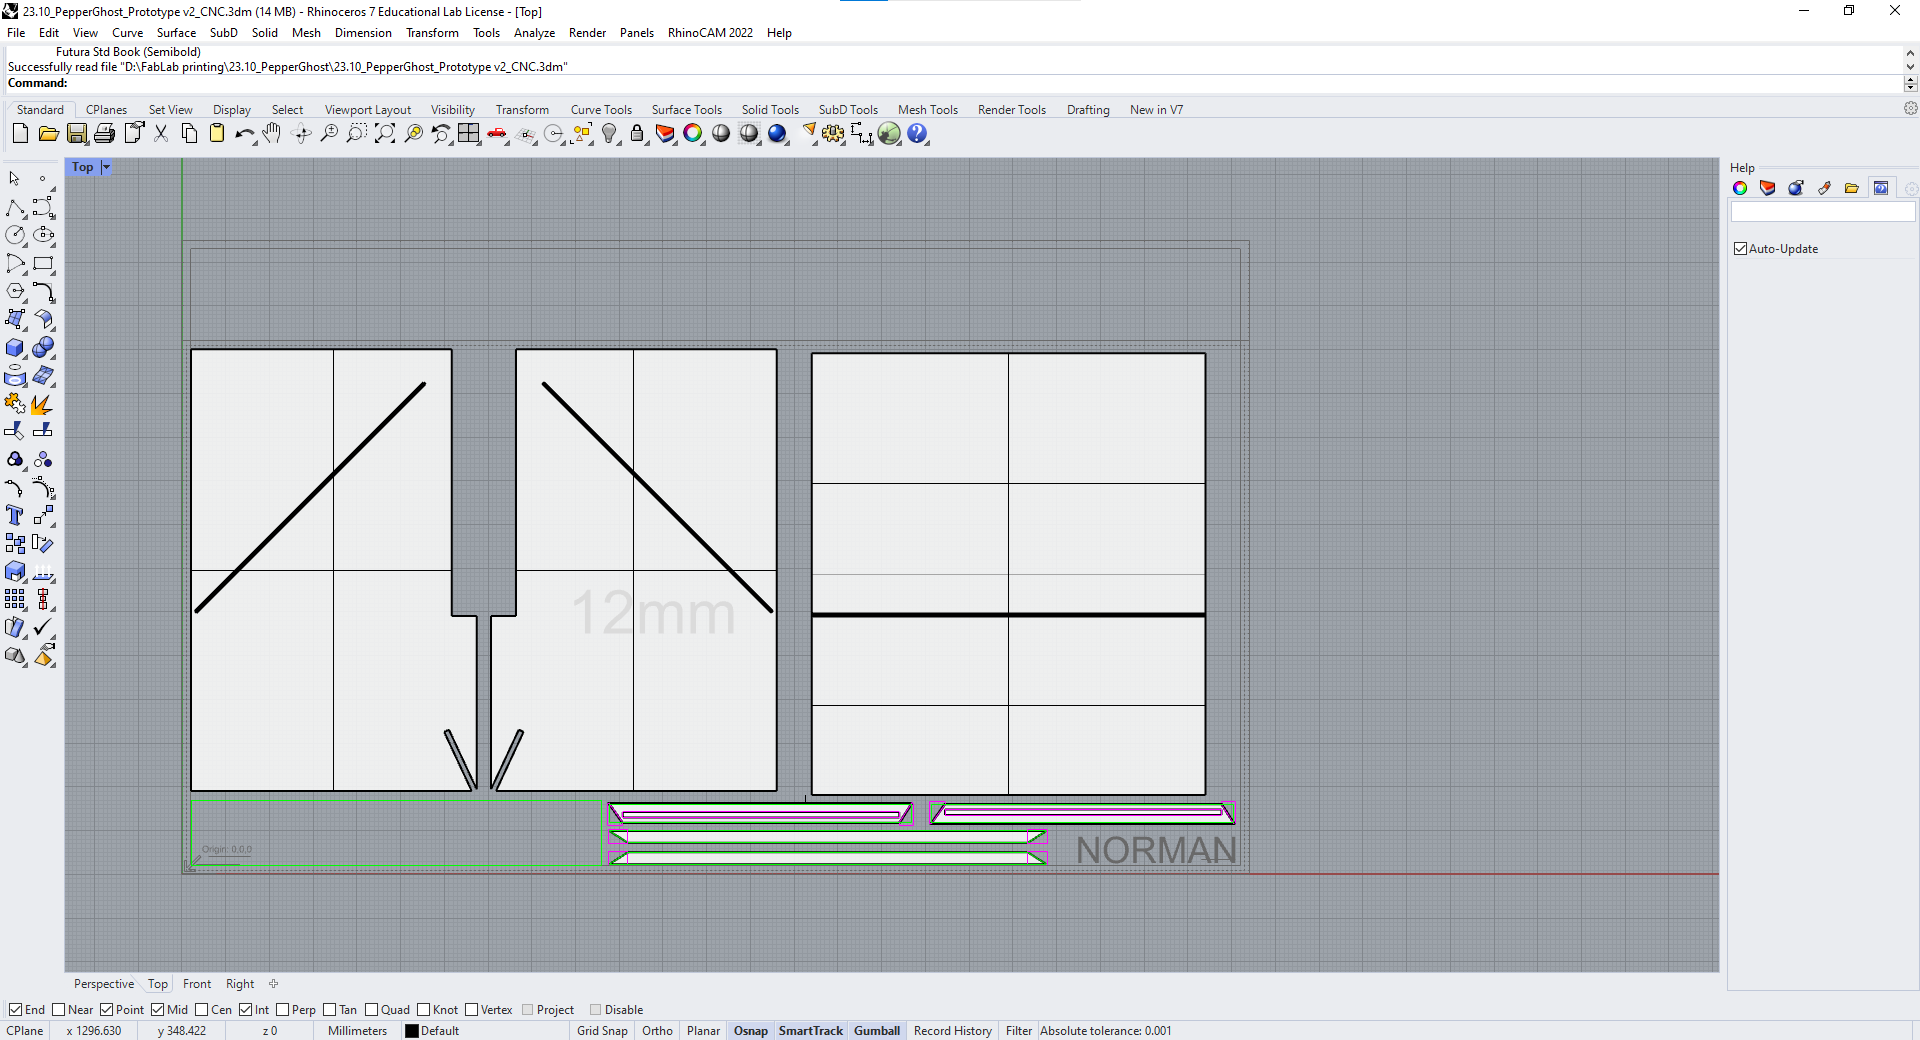 23.10_PepperGhost_Prototype v2_CNC.3dm (14 MB) - Rhinoceros 7 Educational Lab License - [Top]
File Edit View Curve Surface SubD Solid Mesh Dimension Transform Tools Analyze Render Panels RhinoCAM 2022 Help
Futura Std Book (Semibold)
Successfully read file "D:\FabLab printing\23.10_PepperGhost\23.10_PepperGhost_Prototype v2_CNC.3dm"
Command:
Standard CPlanes Set View Display Select Viewport Layout Visibility Transform Curve Tools Surface Tools Solid Tools SubD Tools Mesh Tools Render Tools Drafting New in V7
Top
Help
Auto-Update
12mm
Origin: 0,0,0
NORMAN
Perspective Top Front Right
End Near Point Mid Cen Int Perp Tan Quad Knot Vertex Project Disable
CPlane x 1296.630 y 348.422 z 0 Millimeters Default Grid Snap Ortho Planar Osnap SmartTrack Gumball Record History Filter Absolute tolerance: 0.001